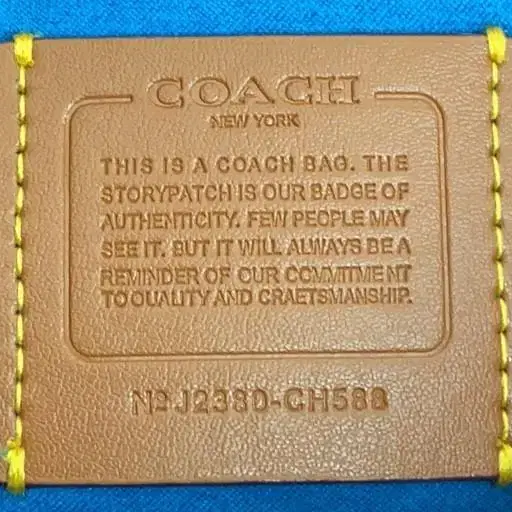 COACH
NEW YORK
THIS IS A COACH BAG. THE
STORYPATCH IS OUR BADGE OF
AUTHENTICITY. FEW PEOPLE MAY
SEE IT. BUT IT WILL ALWAYS BE A
REMINDER OF OUR COMMITMENT
TO QUALITY AND CRAETSMANSHIP.
Nº J2380-CH588